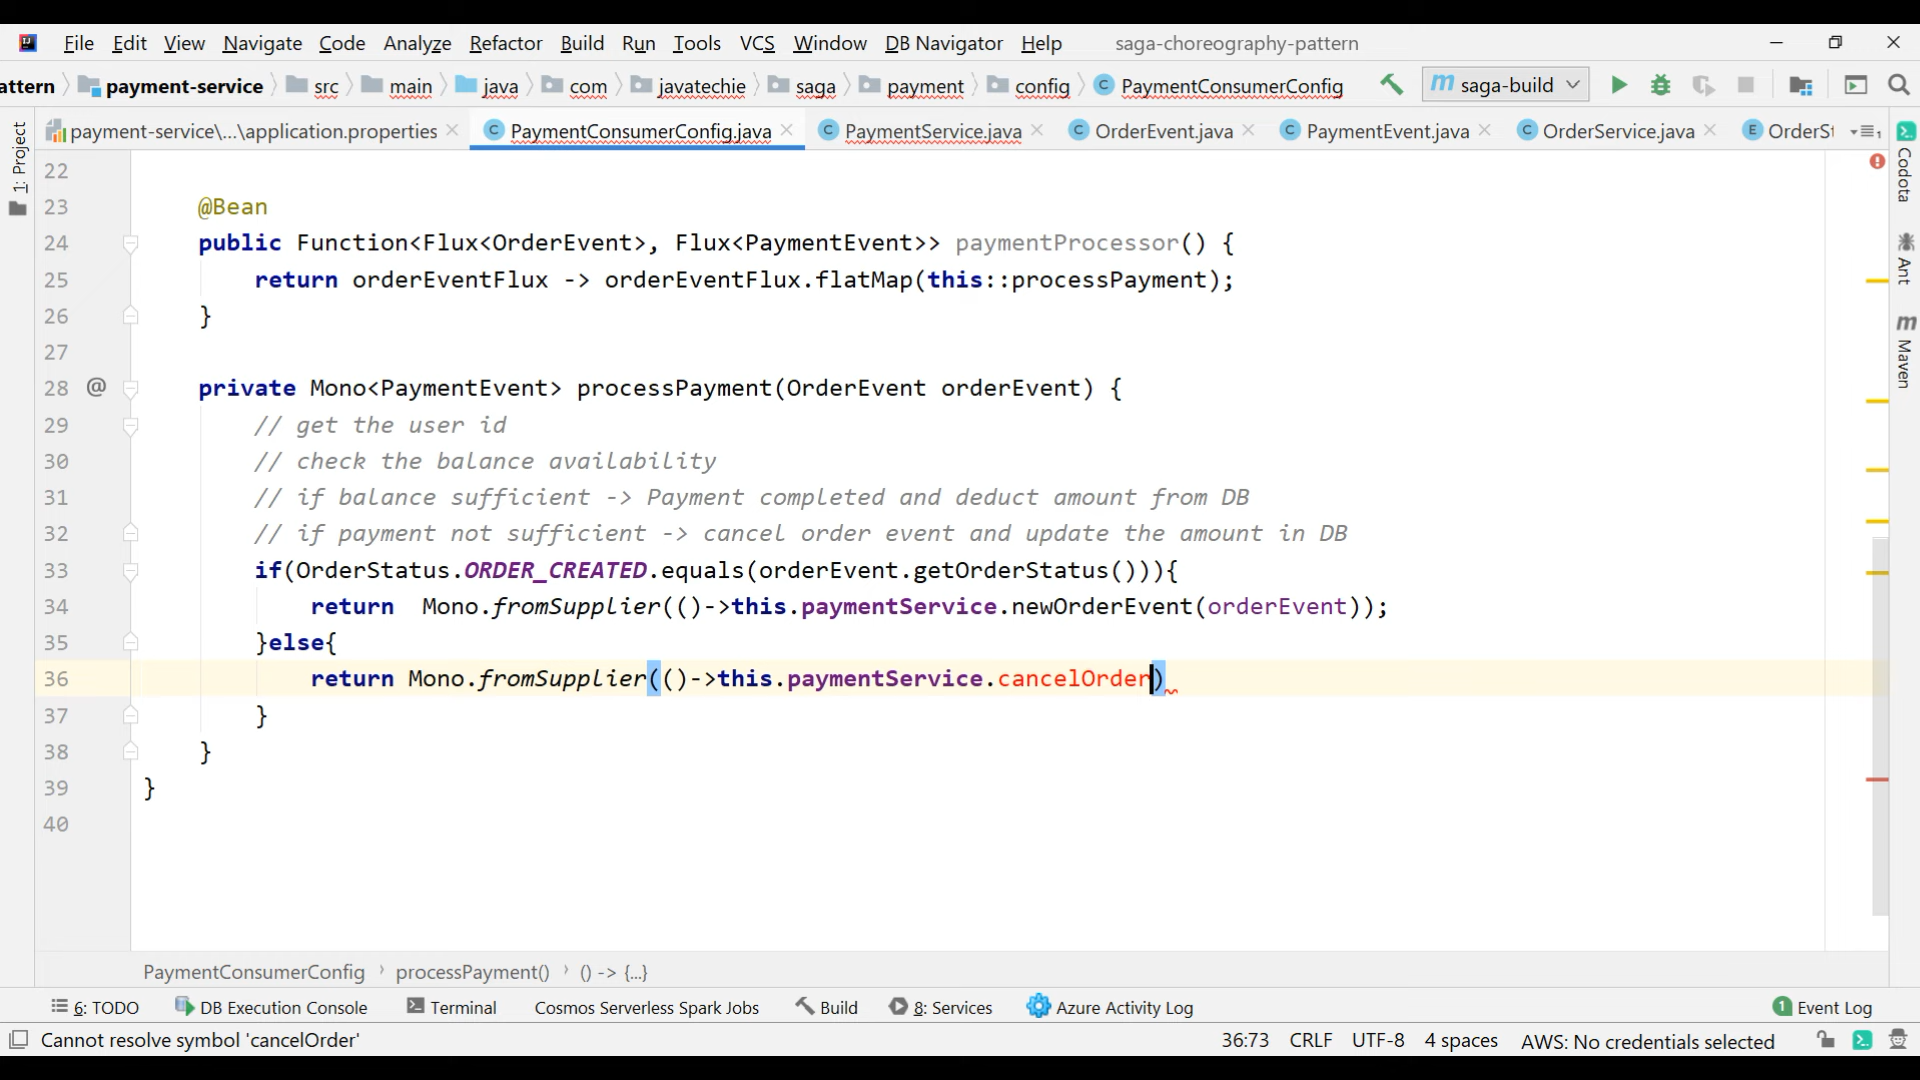 File Edit View Navigate Code Analyze Refactor Build Run Tools VCS Window DB Navigator Help saga-choreography-pattern
attern payment-service src main java com javatechie saga payment config PaymentConsumerConfig saga-build
payment-service\...\application.properties PaymentConsumerConfig.java PaymentService.java OrderEvent.java PaymentEvent.java OrderService.java OrderSt
1: Project
Codota
Ant
Maven
22
23 @Bean
24 public Function<Flux<OrderEvent>, Flux<PaymentEvent>> paymentProcessor() {
25 return orderEventFlux -> orderEventFlux.flatMap(this::processPayment);
26 }
27
28 @ private Mono<PaymentEvent> processPayment(OrderEvent orderEvent) {
29 // get the user id
30 // check the balance availability
31 // if balance sufficient -> Payment completed and deduct amount from DB
32 // if payment not sufficient -> cancel order event and update the amount in DB
33 if(OrderStatus.ORDER_CREATED.equals(orderEvent.getOrderStatus())){
34 return  Mono.fromSupplier(()->this.paymentService.newOrderEvent(orderEvent));
35 }else{
36 return Mono.fromSupplier(()->this.paymentService.cancelOrder)
37 }
38 }
39 }
40
PaymentConsumerConfig › processPayment() › () -> {...}
6: TODO DB Execution Console Terminal Cosmos Serverless Spark Jobs Build 8: Services Azure Activity Log 1 Event Log
Cannot resolve symbol 'cancelOrder' 36:73 CRLF UTF-8 4 spaces AWS: No credentials selected